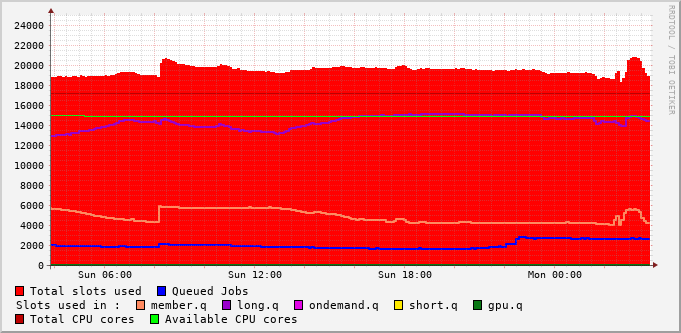 RRDTOOL / TOBI OETIKER
24000
22000
20000
18000
16000
14000
12000
10000
8000
6000
4000
2000
0
Sun 06:00 Sun 12:00 Sun 18:00 Mon 00:00
Total slots used Queued Jobs
Slots used in : member.q long.q ondemand.q short.q gpu.q
Total CPU cores Available CPU cores